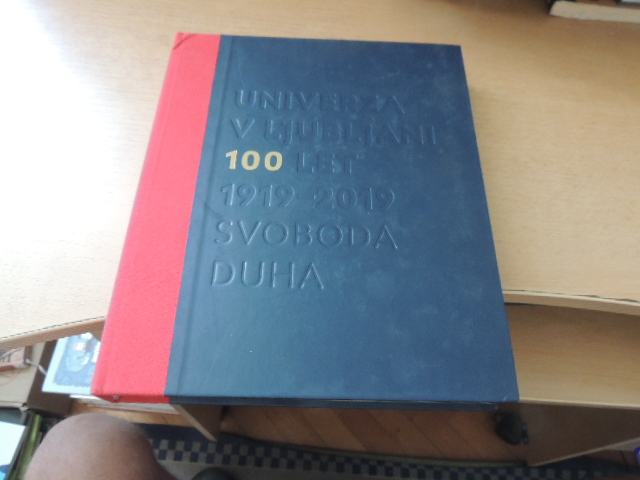 UNIVERZA
V LJUBLJANI
100 LET
1919-2019
SVOBODA
DUHA